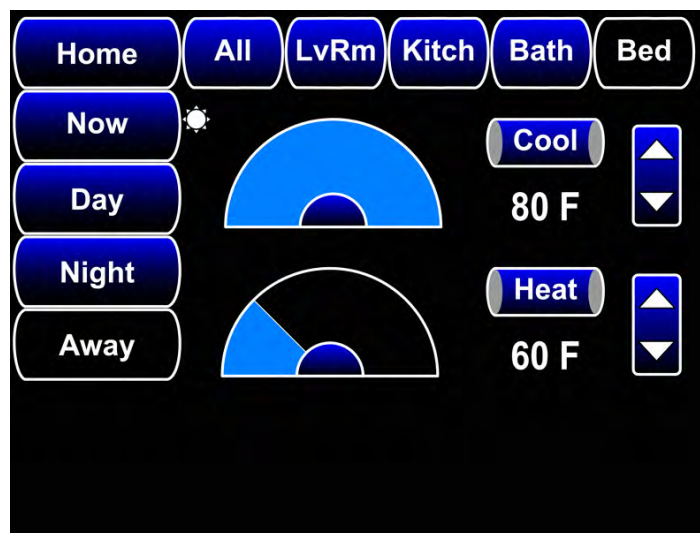 Home All LvRm Kitch Bath Bed
Now
Cool
Day
80 F
Night
Heat
Away
60 F